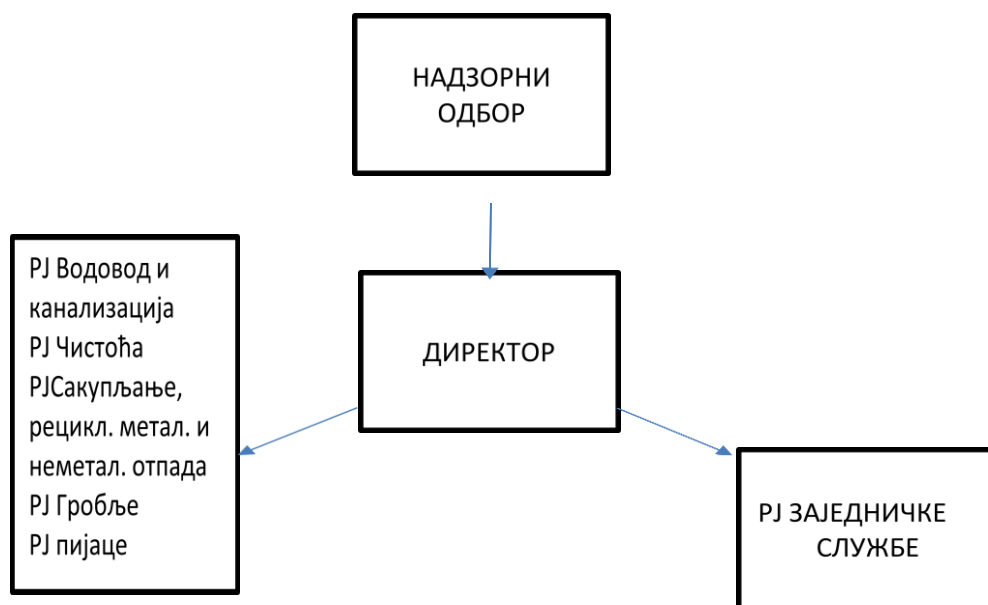 НАДЗОРНИ
ОДБОР
РЈ Водовод и
канализација
РЈ Чистоћа
РЈСакупљање,
рецикл. метал. и
неметал. отпада
РЈ Гробље
РЈ пијаце
ДИРЕКТОР
РЈ ЗАЈЕДНИЧКЕ
СЛУЖБЕ